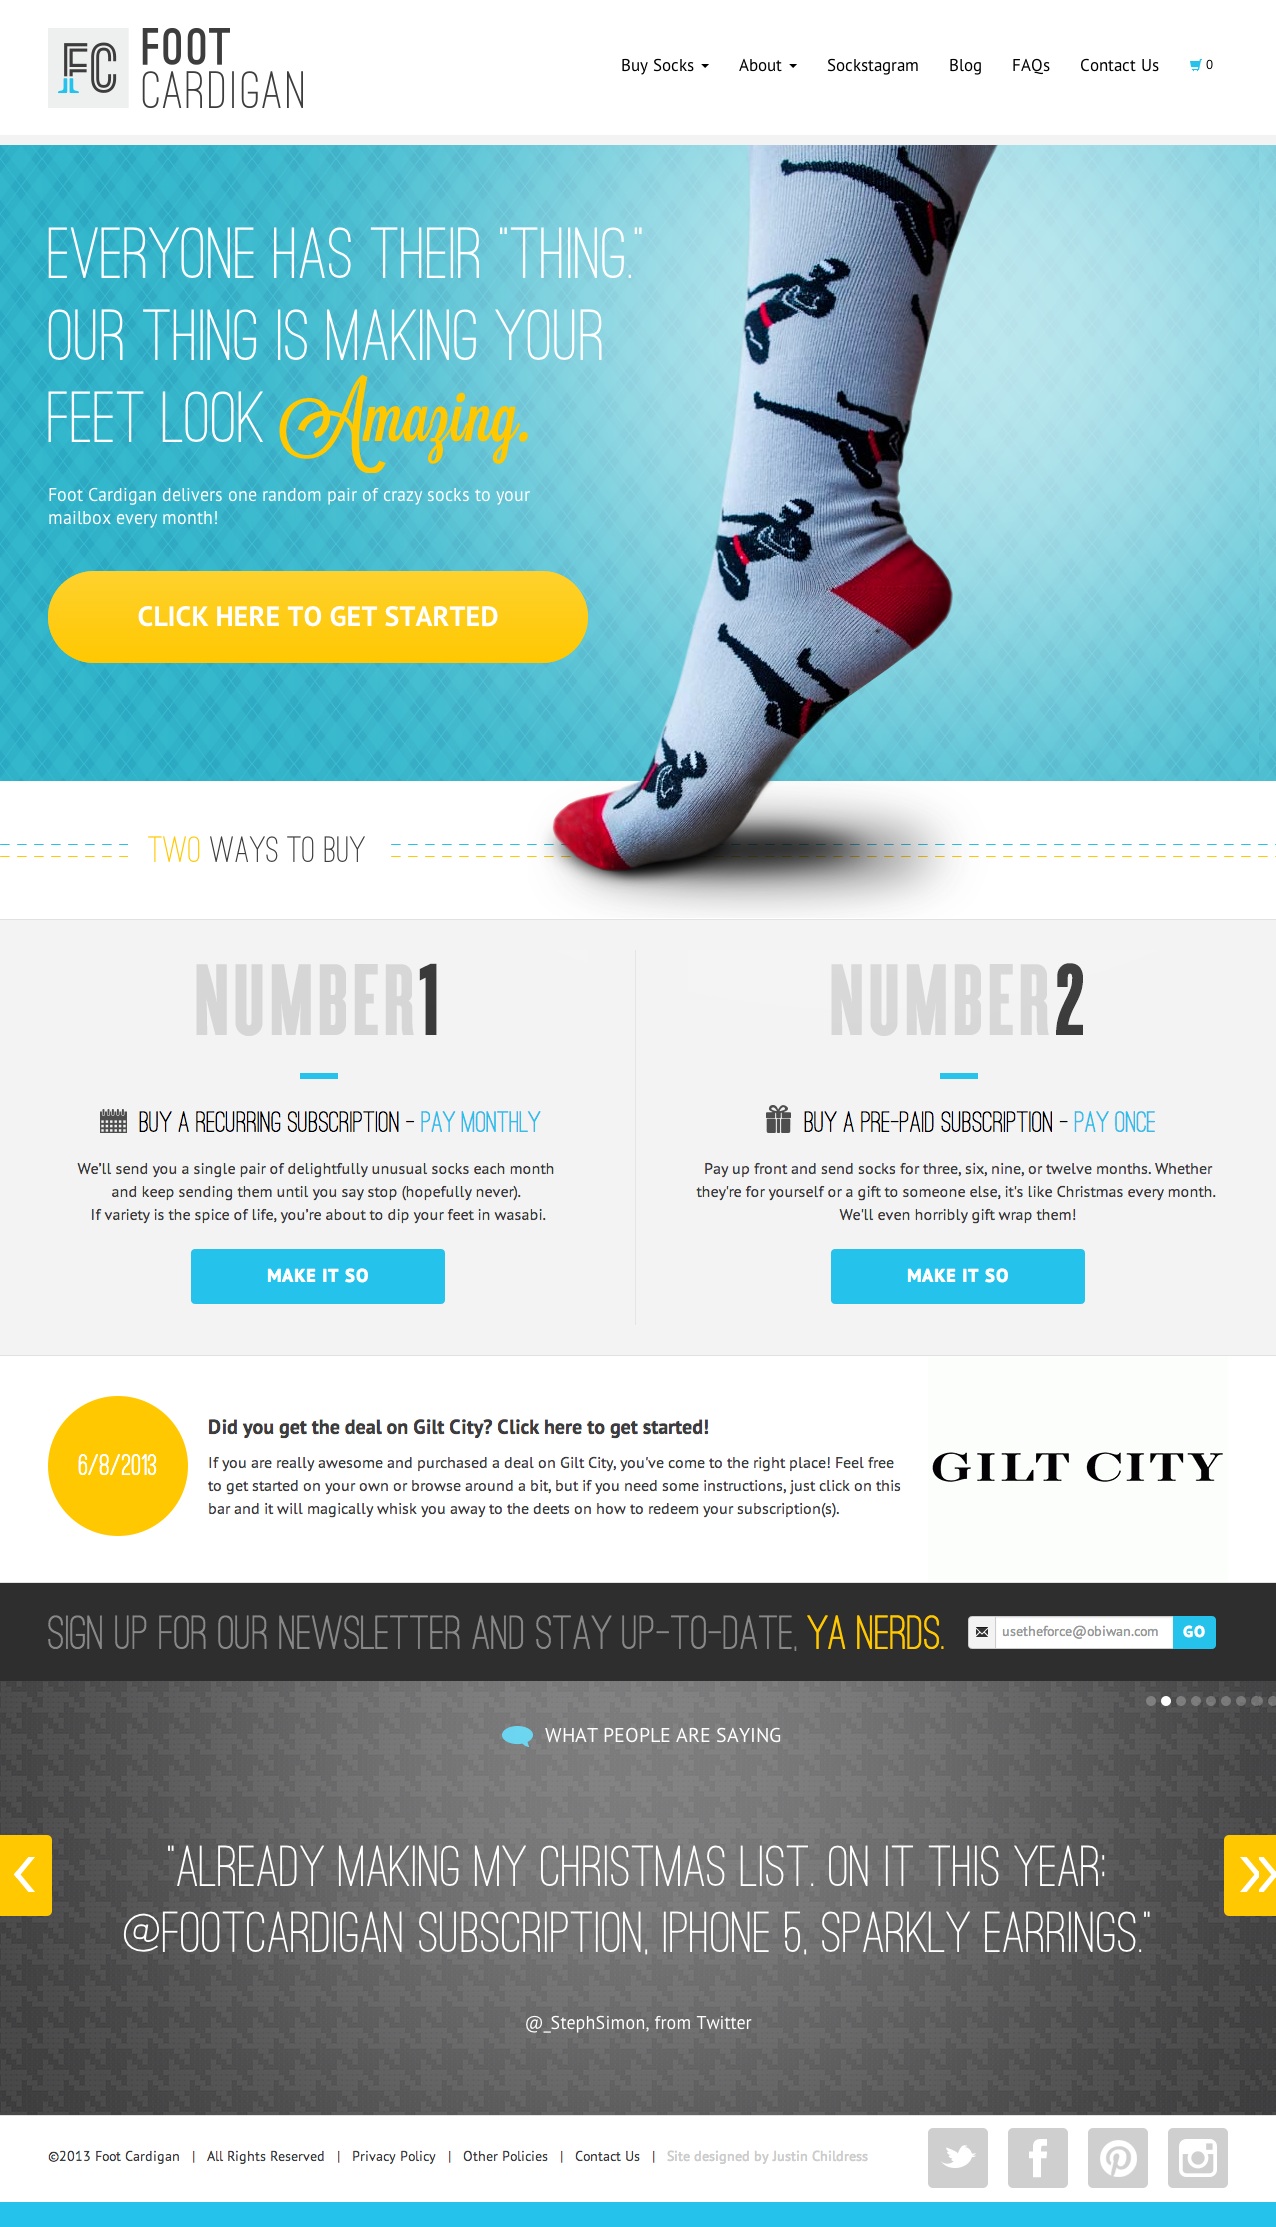 FC
FOOT
CARDIGAN
Buy Socks
About
Sockstagram
Blog
FAQs
Contact Us
0
EVERYONE HAS THEIR "THING."
OUR THING IS MAKING YOUR
FEET LOOK Amazing.
Foot Cardigan delivers one random pair of crazy socks to your
mailbox every month!
CLICK HERE TO GET STARTED
TWO WAYS TO BUY
NUMBER1
BUY A RECURRING SUBSCRIPTION - PAY MONTHLY
We'll send you a single pair of delightfully unusual socks each month
and keep sending them until you say stop (hopefully never).
If variety is the spice of life, you're about to dip your feet in wasabi.
MAKE IT SO
NUMBER2
BUY A PRE-PAID SUBSCRIPTION - PAY ONCE
Pay up front and send socks for three, six, nine, or twelve months. Whether
they're for yourself or a gift to someone else, it's like Christmas every month.
We'll even horribly gift wrap them!
MAKE IT SO
6/8/2013
Did you get the deal on Gilt City? Click here to get started!
If you are really awesome and purchased a deal on Gilt City, you've come to the right place! Feel free
to get started on your own or browse around a bit, but if you need some instructions, just click on this
bar and it will magically whisk you away to the deets on how to redeem your subscription(s).
GILT CITY
SIGN UP FOR OUR NEWSLETTER AND STAY UP-TO-DATE, YA NERDS.
usetheforce@obiwan.com
GO
WHAT PEOPLE ARE SAYING
"ALREADY MAKING MY CHRISTMAS LIST. ON IT THIS YEAR:
@FOOTCARDIGAN SUBSCRIPTION, IPHONE 5, SPARKLY EARRINGS."
@_StephSimon, from Twitter
©2013 Foot Cardigan | All Rights Reserved | Privacy Policy | Other Policies | Contact Us | Site designed by Justin Childress